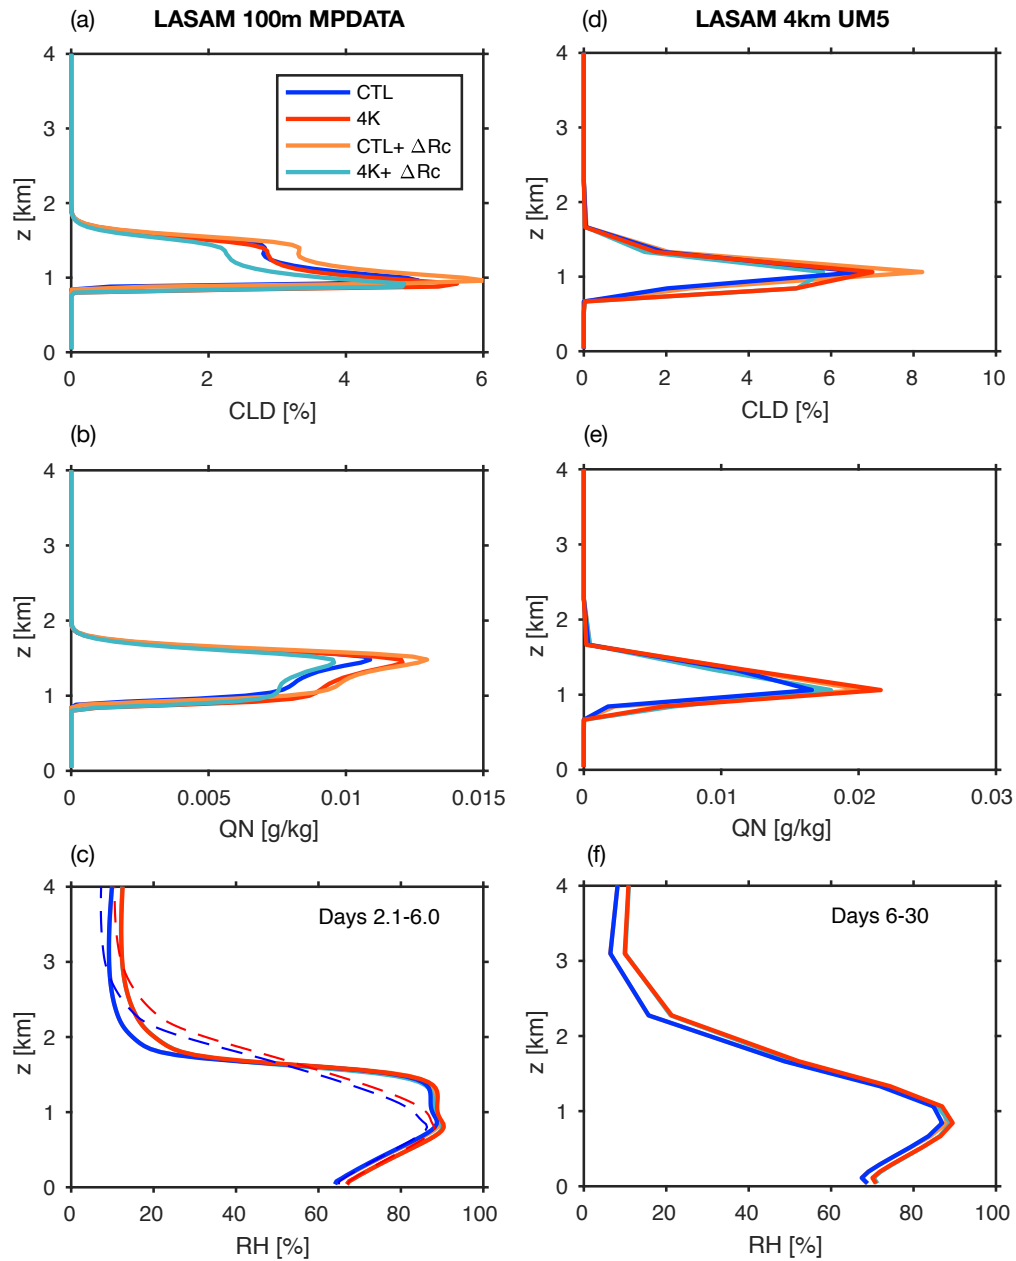 (a) LASAM 100m MPDATA
4
3
2
1
0
z [km]
CTL
4K
CTL+ ΔRc
4K+ ΔRc
0 2 4 6
CLD [%]
(d) LASAM 4km UM5
4
3
2
1
0
z [km]
0 2 4 6 8 10
CLD [%]
(b)
4
3
2
1
0
z [km]
0 0.005 0.01 0.015
QN [g/kg]
(e)
4
3
2
1
0
z [km]
0 0.01 0.02 0.03
QN [g/kg]
(c)
4
3
2
1
0
z [km]
Days 2.1-6.0
0 20 40 60 80 100
RH [%]
(f)
4
3
2
1
0
z [km]
Days 6-30
0 20 40 60 80 100
RH [%]